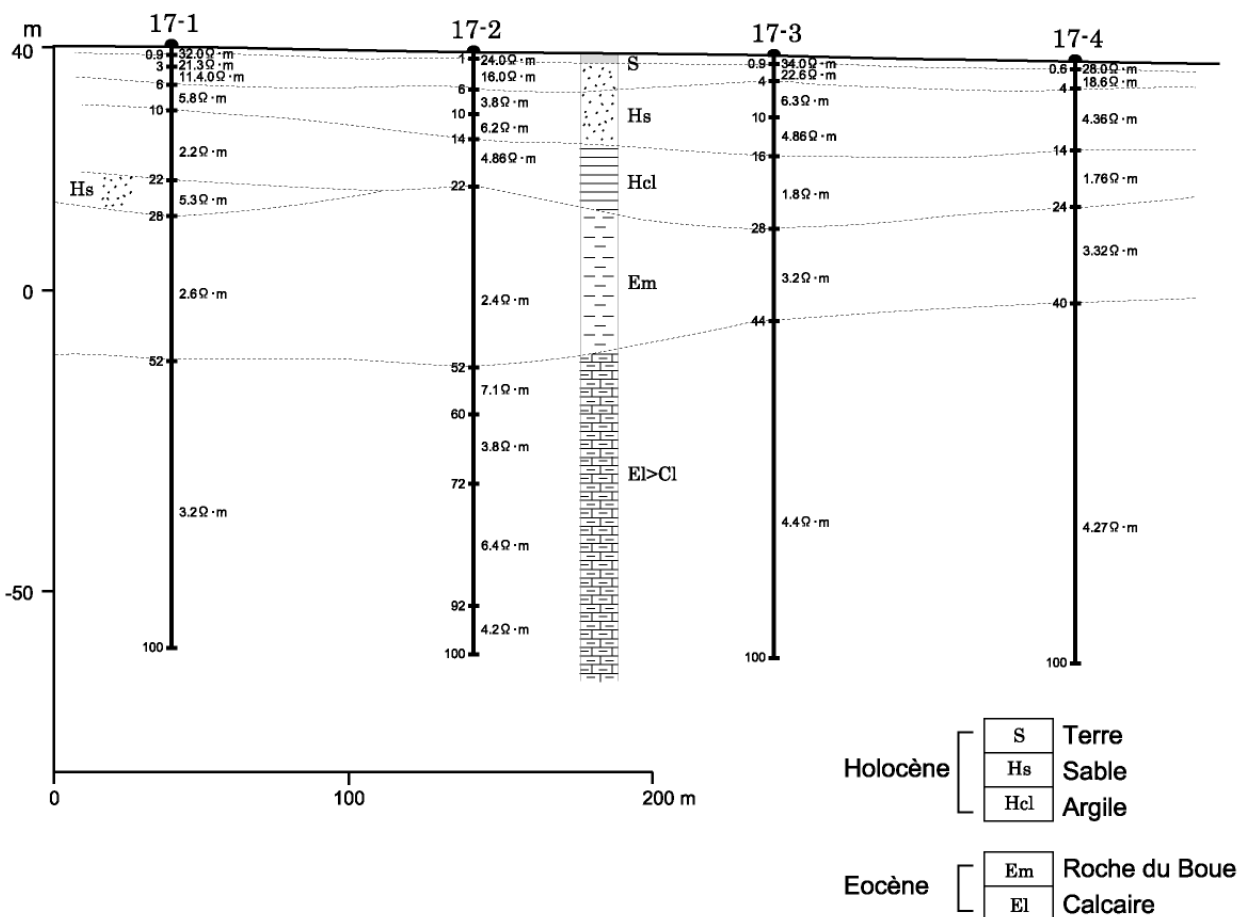 m
40
0
-50
17-1
0.9
32.0Ω·m
3
21.3Ω·m
11.4.0Ω·m
6
5.8Ω·m
10
2.2Ω·m
22
5.3Ω·m
28
2.6Ω·m
52
3.2Ω·m
100
Hs
17-2
1
24.0Ω·m
16.0Ω·m
6
3.8Ω·m
10
6.2Ω·m
14
4.86Ω·m
22
2.4Ω·m
52
7.1Ω·m
60
3.8Ω·m
72
6.4Ω·m
92
4.2Ω·m
100
S
Hs
Hcl
Em
El>Cl
17-3
0.9
34.0Ω·m
22.6Ω·m
4
6.3Ω·m
10
4.86Ω·m
16
1.8Ω·m
28
3.2Ω·m
44
4.4Ω·m
100
17-4
0.6
28.0Ω·m
18.6Ω·m
4
4.36Ω·m
14
1.76Ω·m
24
3.32Ω·m
40
4.27Ω·m
100
0 100 200 m
Holocène
S Terre
Hs Sable
Hcl Argile
Eocène
Em Roche du Boue
El Calcaire